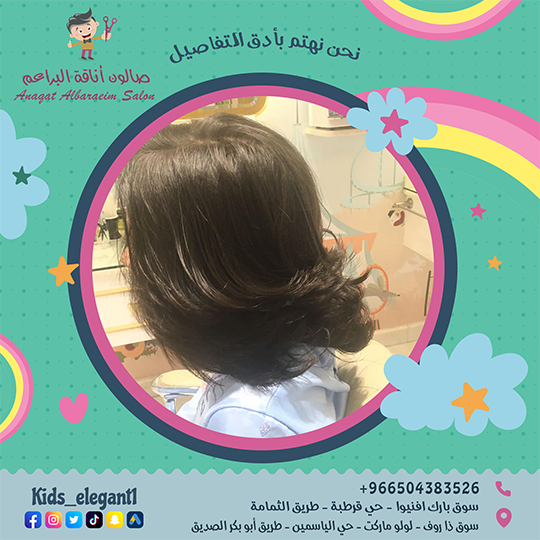 نحن نهتم بأدق التفاصيل
صالون أناقة البراعم
Anaqat Albaraeim Salon
+966504383526
سوق بارك افنيوا - حي قرطبة - طريق الثمامة
سوق ذا روف - لولو ماركت - حي الياسمين - طريق أبو بكر الصديق
Kids_elegant1